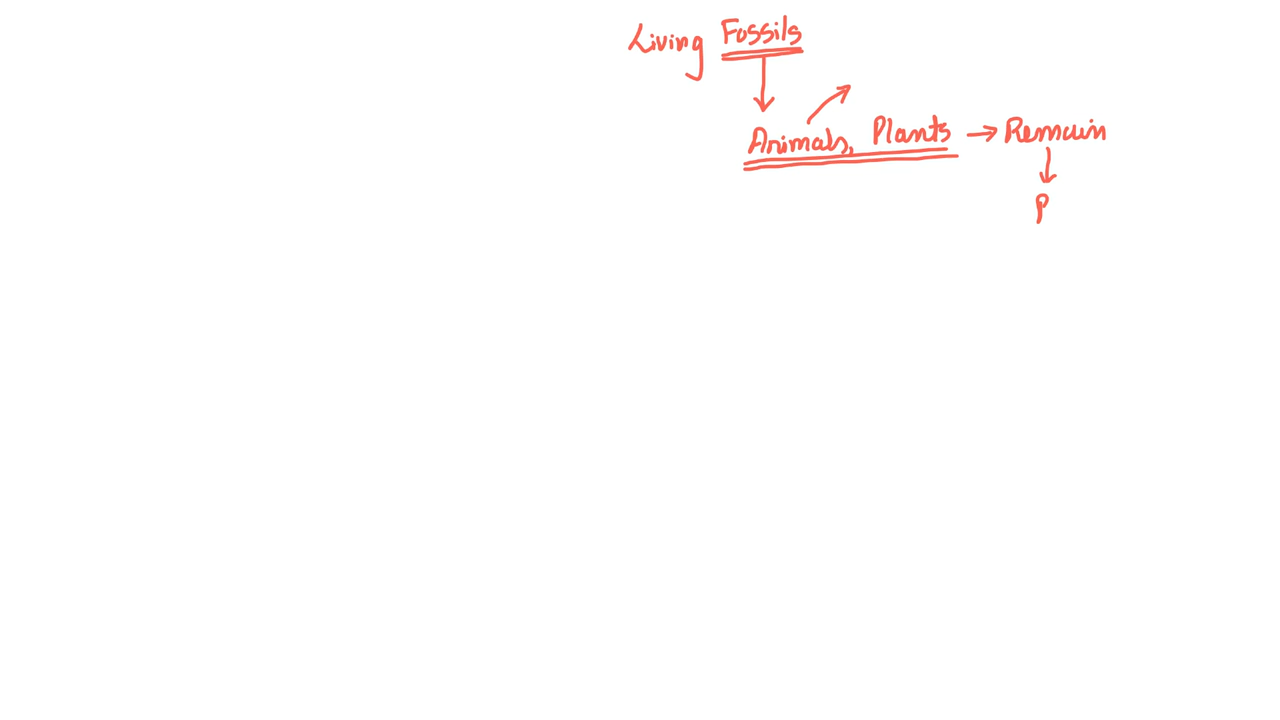 Living Fossils
Animals, Plants → Remain
P